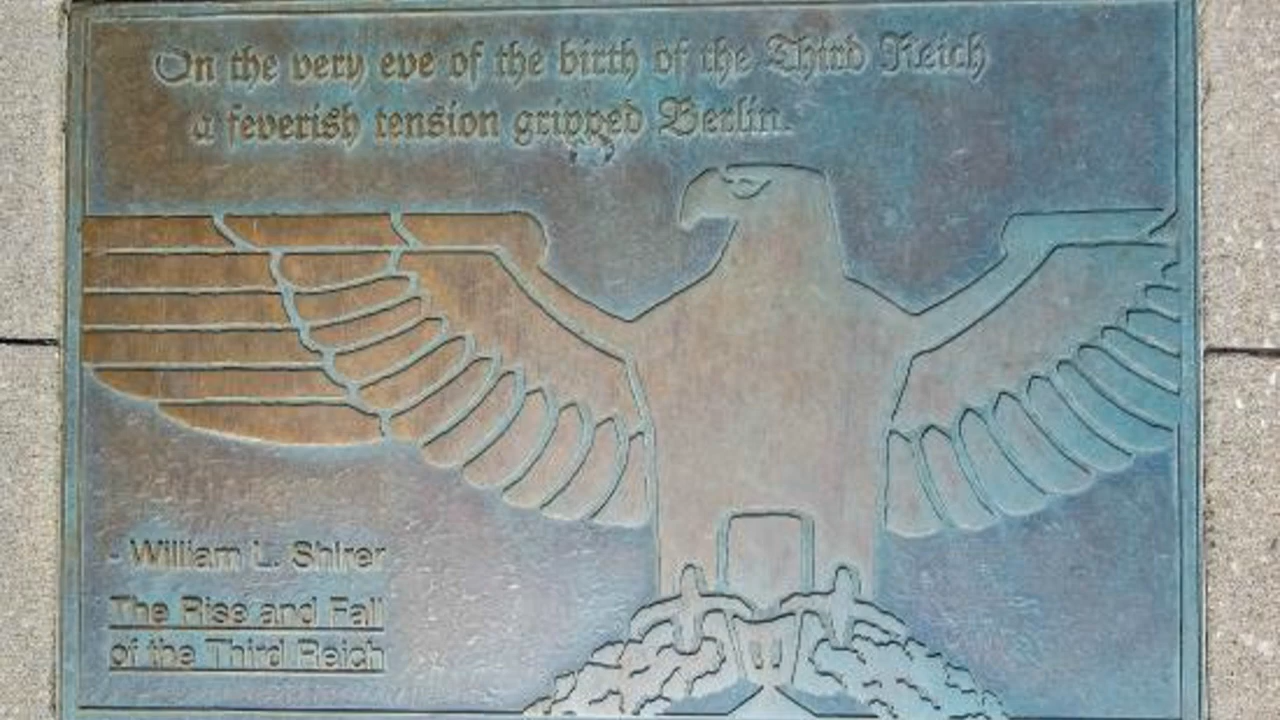 On the very eve of the birth of the Third Reich
a feverish tension gripped Berlin.
- William L. Shirer
The Rise and Fall
of the Third Reich